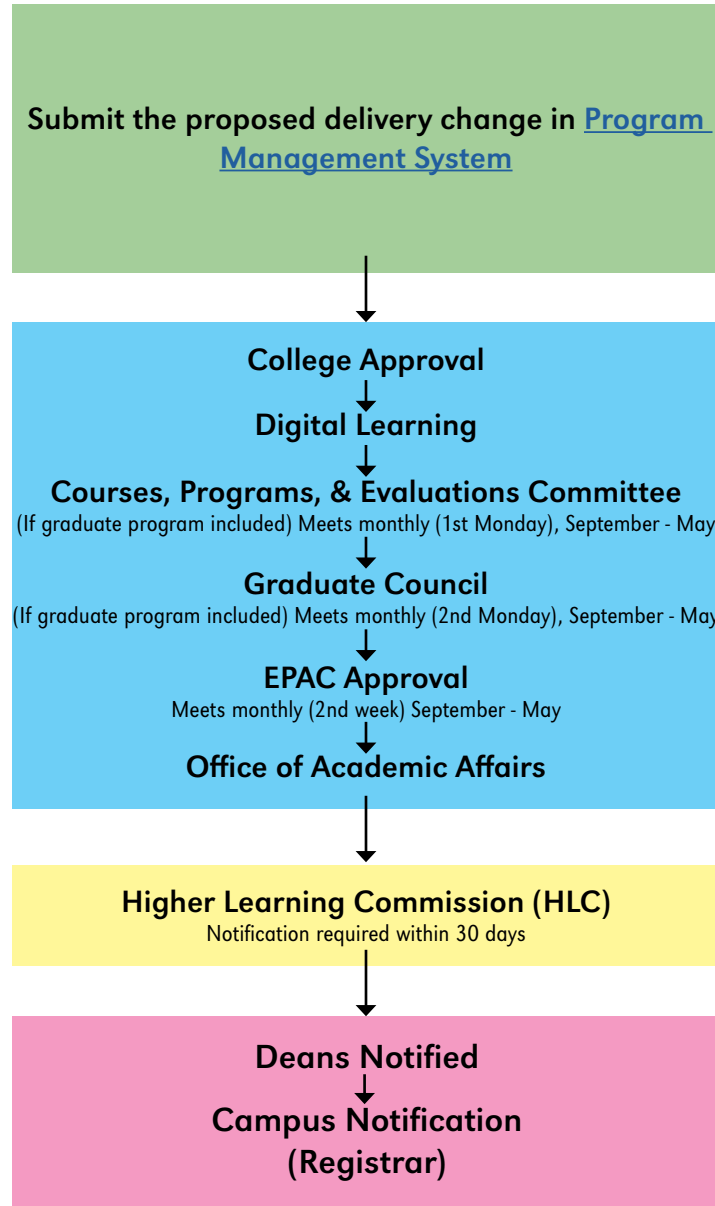 Submit the proposed delivery change in Program
Management System
College Approval
Digital Learning
Courses, Programs, & Evaluations Committee
(If graduate program included) Meets monthly (1st Monday), September - May
Graduate Council
(If graduate program included) Meets monthly (2nd Monday), September - May
EPAC Approval
Meets monthly (2nd week) September - May
Office of Academic Affairs
Higher Learning Commission (HLC)
Notification required within 30 days
Deans Notified
Campus Notification
(Registrar)